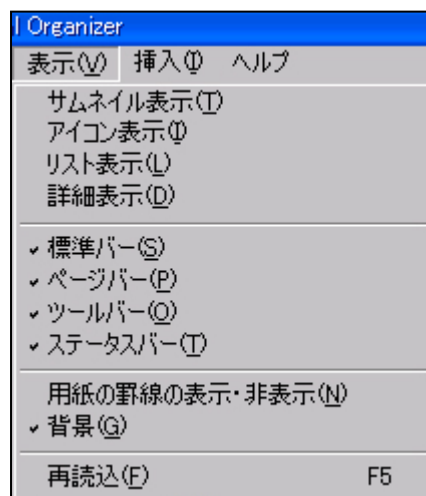 l Organizer
表示(V) 挿入(I) ヘルプ
サムネイル表示(T)
アイコン表示(I)
リスト表示(L)
詳細表示(D)
標準バー(S)
ページバー(P)
ツールバー(O)
ステータスバー(T)
用紙の罫線の表示・非表示(N)
背景(G)
再読込(F) F5